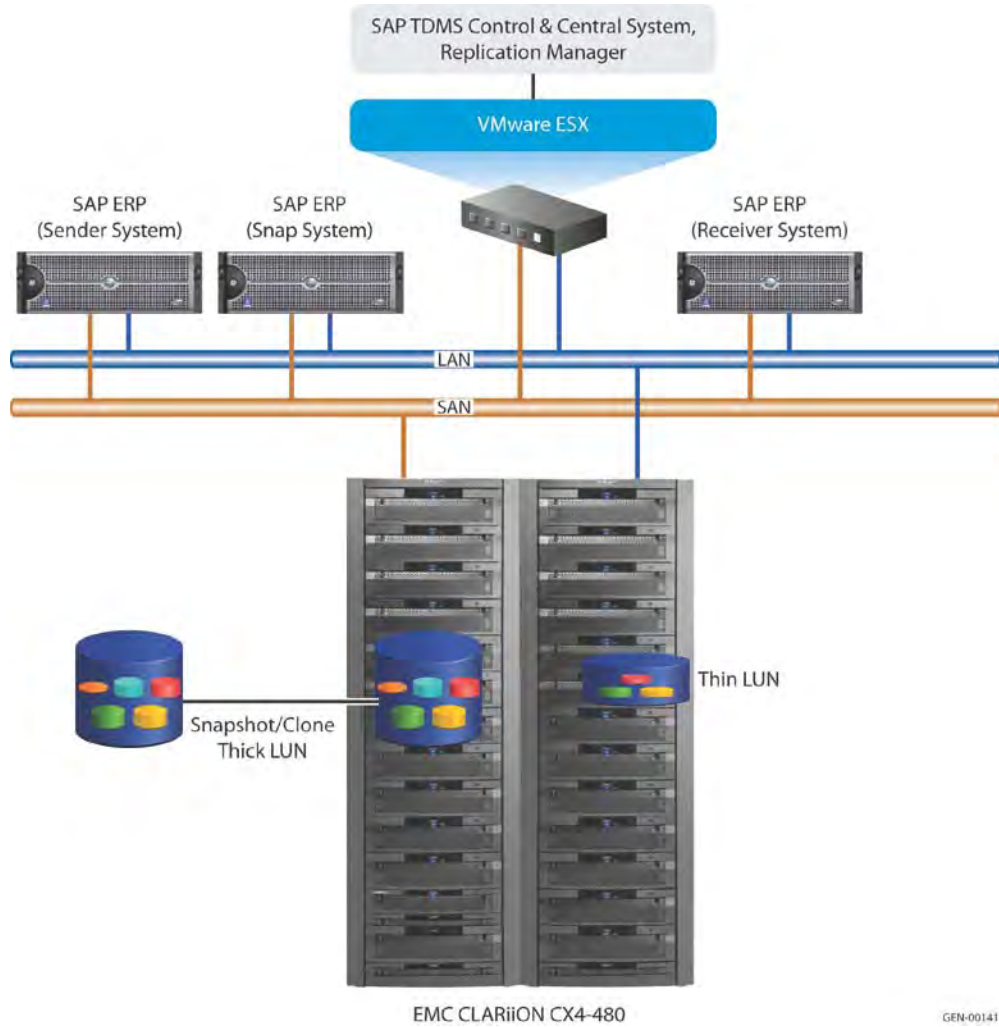 SAP TDMS Control & Central System,
Replication Manager
VMware ESX
SAP ERP
(Sender System)
SAP ERP
(Snap System)
SAP ERP
(Receiver System)
LAN
SAN
Thin LUN
Snapshot/Clone
Thick LUN
EMC CLARiiON CX4-480
GEN-00141